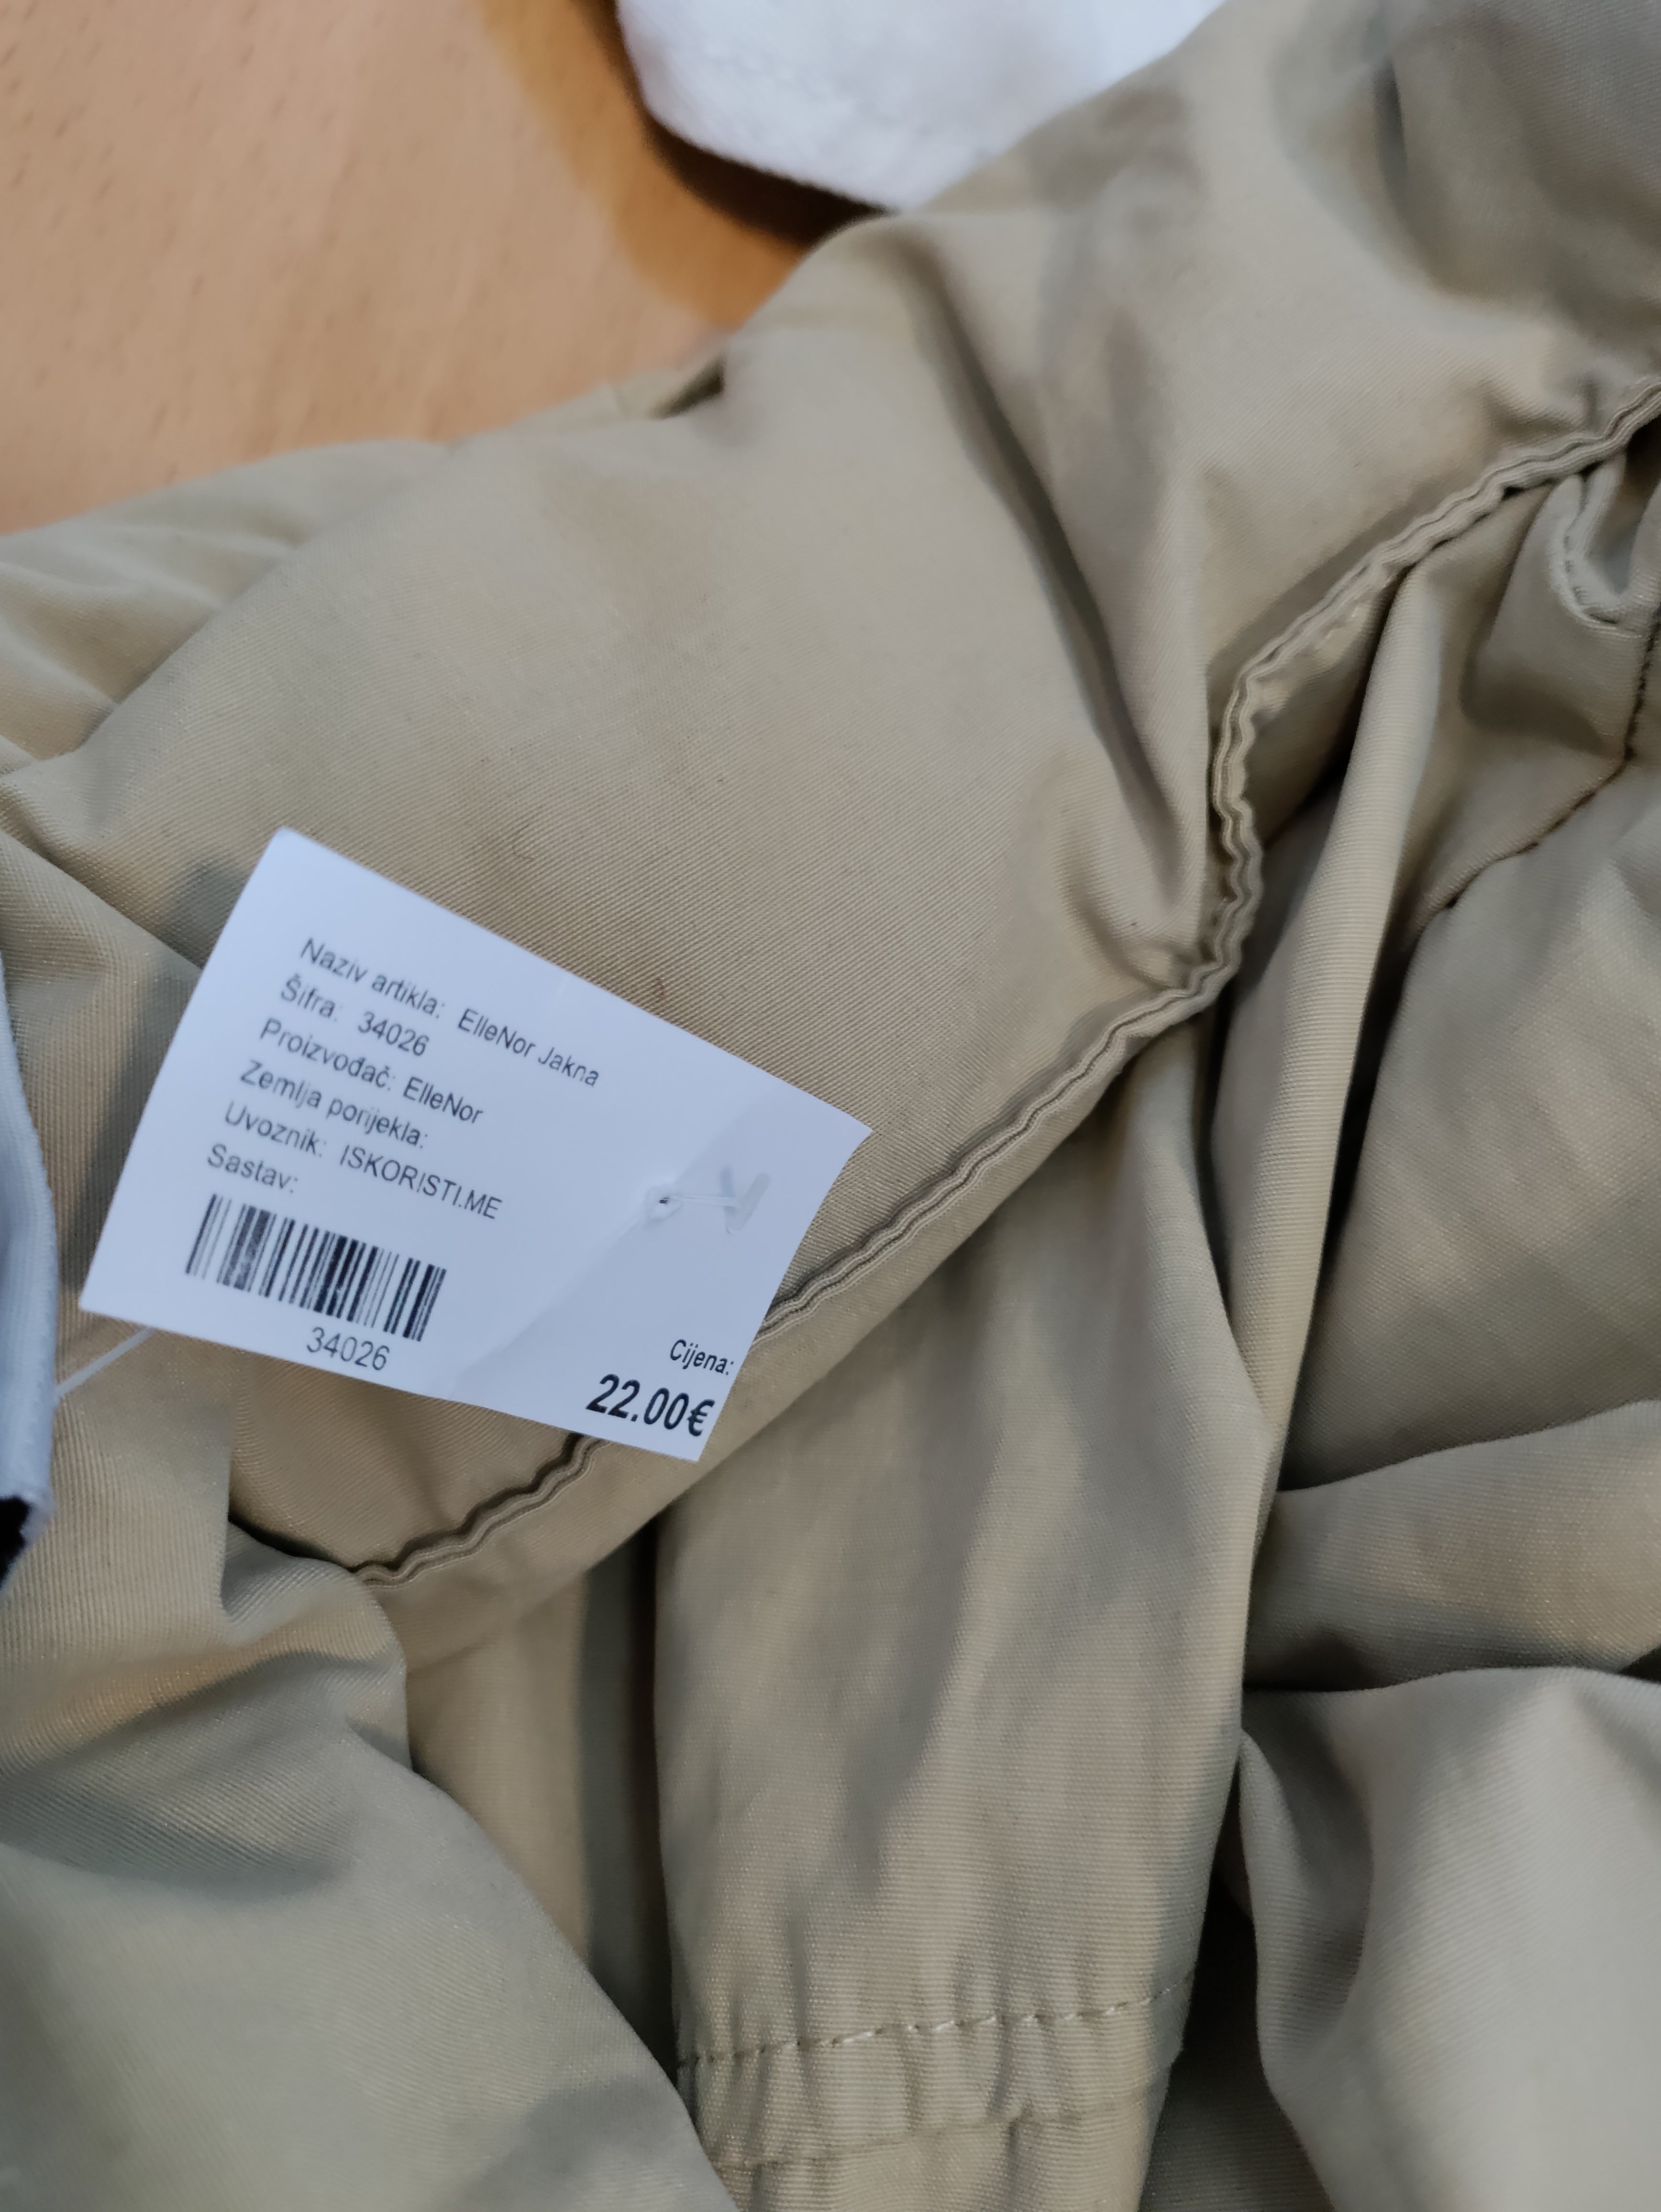 Naziv artikla: ElleNor Jakna
Šifra: 34026
Proizvođač: ElleNor
Zemlja porijekla:
Uvoznik: ISKORISTI.ME
Sastav:
34026
Cijena:
22.00€